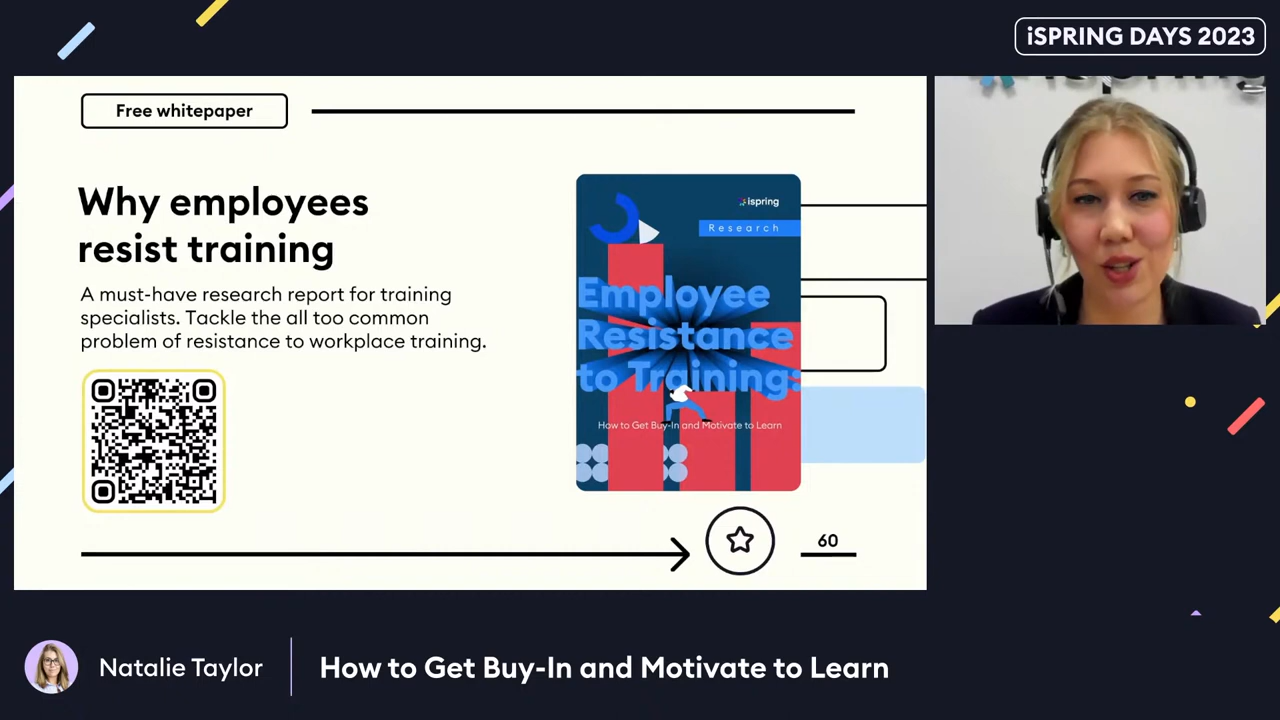 iSPRING DAYS 2023
Free whitepaper
Why employees
resist training
A must-have research report for training
specialists. Tackle the all too common
problem of resistance to workplace training.
ispring
Research
Employee
Resistance
to Training:
How to Get Buy-In and Motivate to Learn
60
Natalie Taylor
How to Get Buy-In and Motivate to Learn